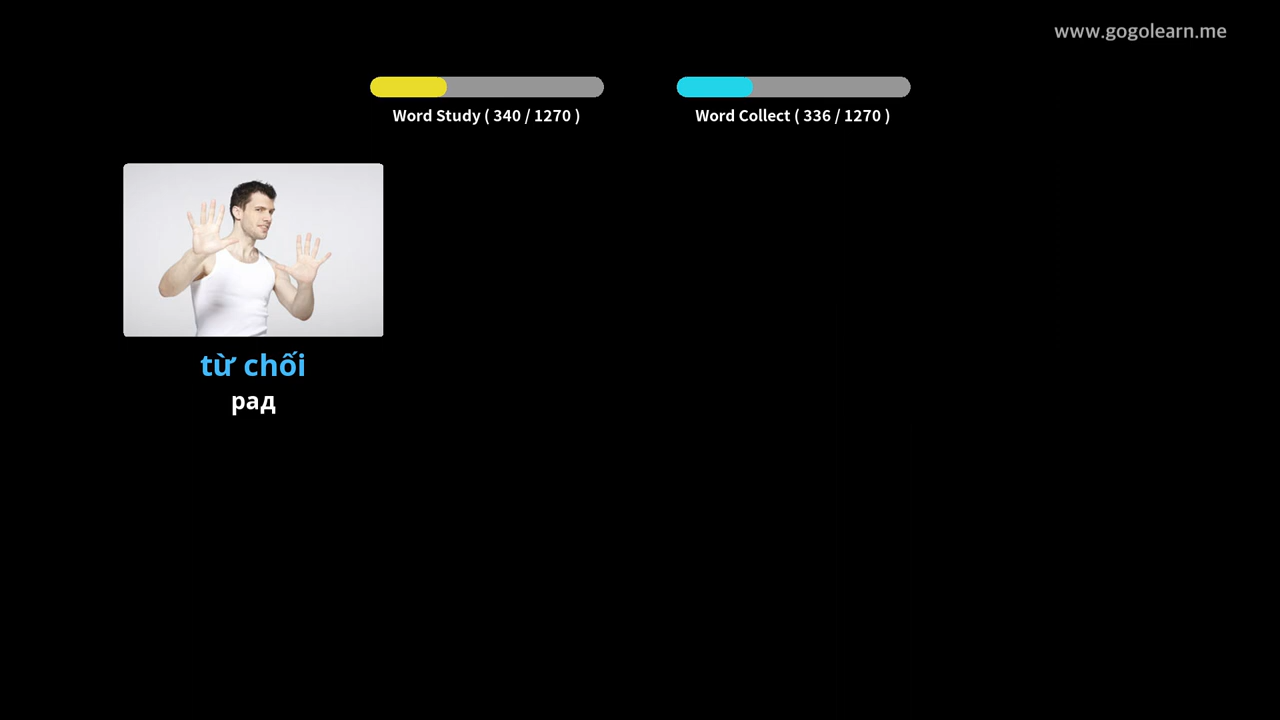 www.gogolearn.me
Word Study ( 340 / 1270 )
Word Collect ( 336 / 1270 )
từ chối
рад